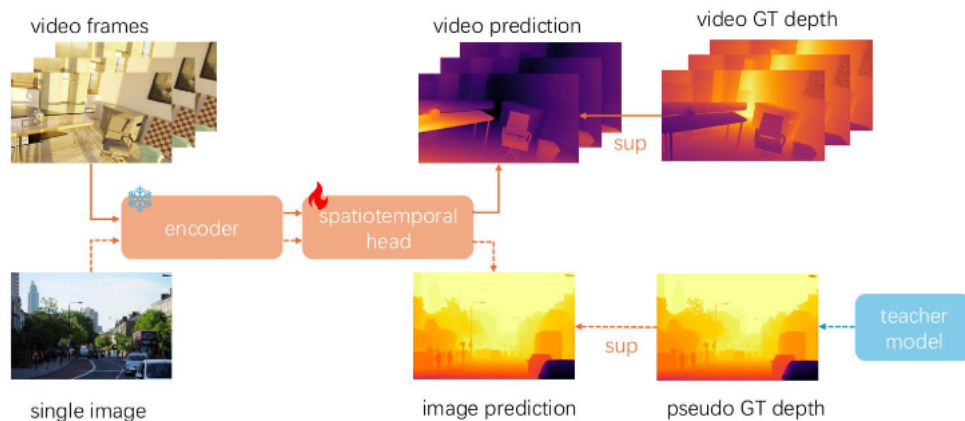 video frames
video prediction
video GT depth
sup
encoder
spatiotemporal
head
sup
teacher
model
single image
image prediction
pseudo GT depth